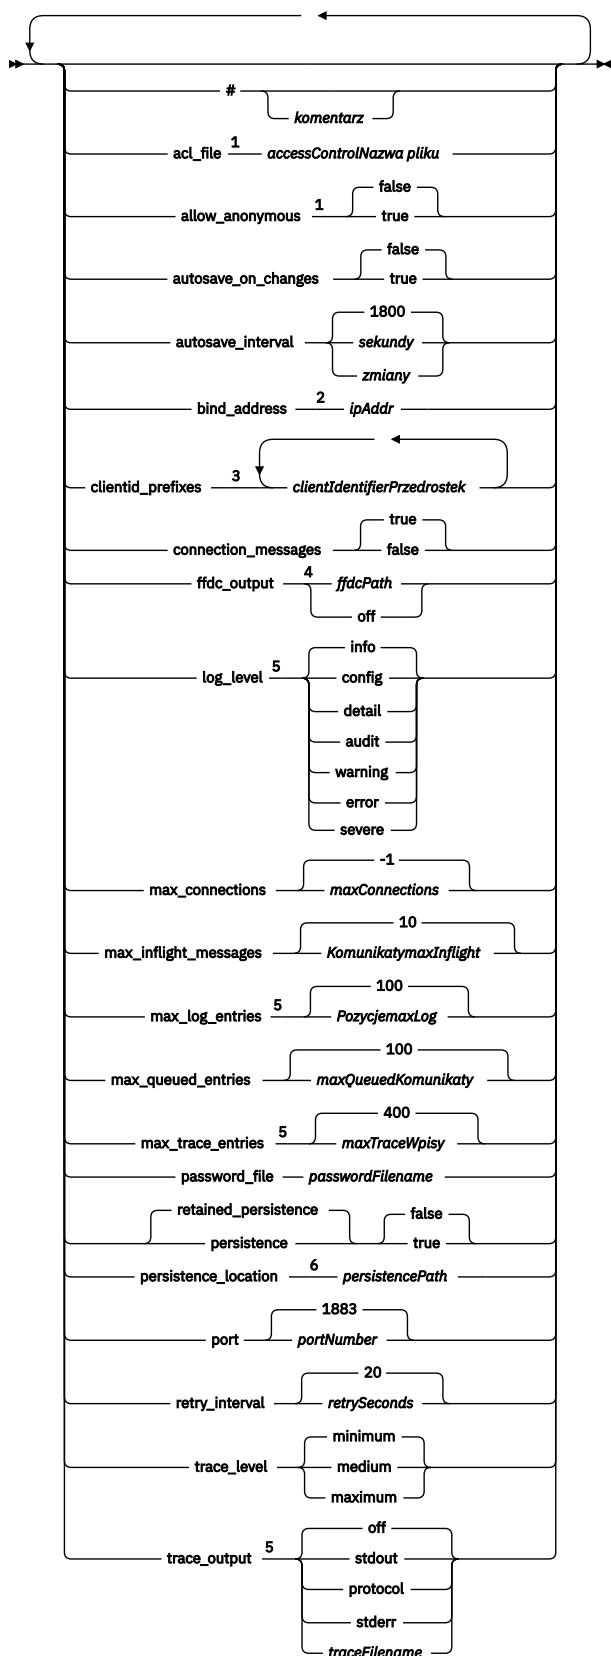 #
komentarz
acl_file 1 accessControlNazwa pliku
false
allow_anonymous 1 true
false
autosave_on_changes true
1800
autosave_interval sekundy
zmiany
bind_address 2 ipAddr
clientid_prefixes 3 clientIdentifierPrzedrostek
true
connection_messages false
ffdc_output 4 ffdcPath
off
info
log_level 5 config
detail
audit
warning
error
severe
-1
max_connections maxConnections
10
max_inflight_messages KomunikatymaxInflight
100
max_log_entries 5 PozycjemaxLog
100
max_queued_entries maxQueuedKomunikaty
400
max_trace_entries 5 maxTraceWpisy
password_file passwordFilename
retained_persistence false
persistence true
persistence_location 6 persistencePath
1883
port portNumber
20
retry_interval retrySeconds
minimum
trace_level medium
maximum
off
trace_output 5 stdout
protocol
stderr
traceFilename